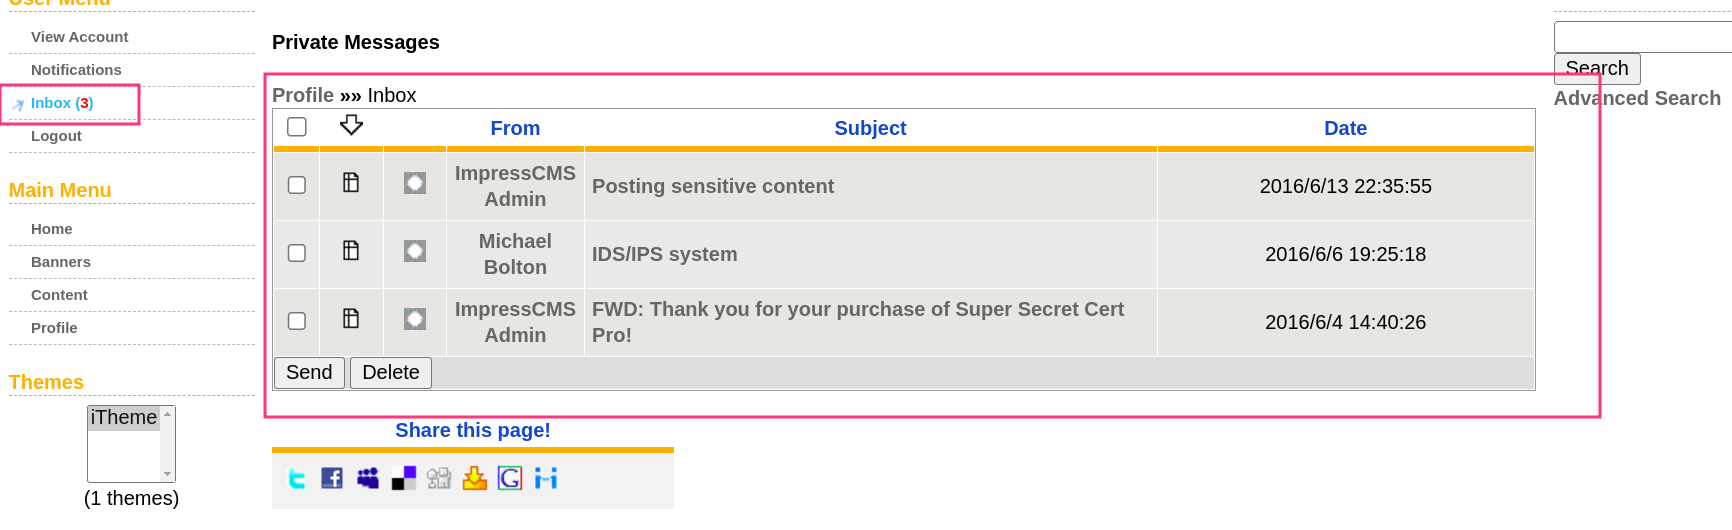 User Menu
View Account
Notifications
Inbox (3)
Logout
Main Menu
Home
Banners
Content
Profile
Themes
iTheme
(1 themes)
Private Messages
Profile »» Inbox
From Subject Date
ImpressCMS Admin Posting sensitive content 2016/6/13 22:35:55
Michael Bolton IDS/IPS system 2016/6/6 19:25:18
ImpressCMS Admin FWD: Thank you for your purchase of Super Secret Cert Pro! 2016/6/4 14:40:26
Send Delete
Share this page!
Search
Advanced Search